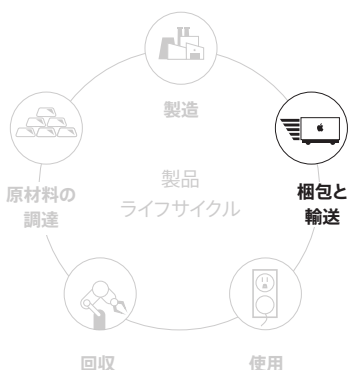 製造
原材料の
調達
製品
ライフサイクル
梱包と
輸送
回収
使用